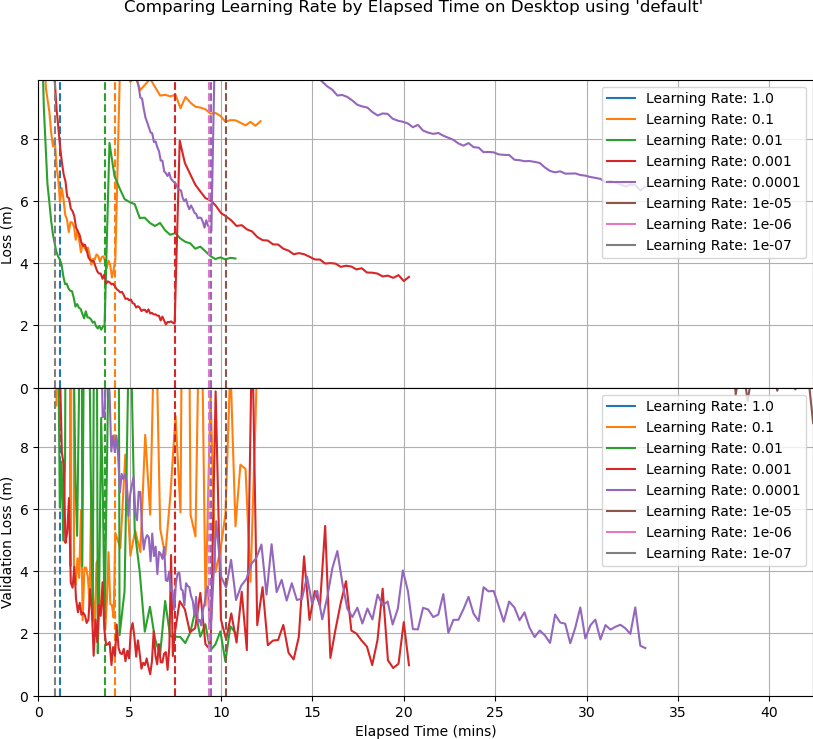 Comparing Learning Rate by Elapsed Time on Desktop using 'default'
Loss (m)
8
6
4
2
0
Learning Rate: 1.0
Learning Rate: 0.1
Learning Rate: 0.01
Learning Rate: 0.001
Learning Rate: 0.0001
Learning Rate: 1e-05
Learning Rate: 1e-06
Learning Rate: 1e-07
Validation Loss (m)
8
6
4
2
0
Learning Rate: 1.0
Learning Rate: 0.1
Learning Rate: 0.01
Learning Rate: 0.001
Learning Rate: 0.0001
Learning Rate: 1e-05
Learning Rate: 1e-06
Learning Rate: 1e-07
0 5 10 15 20 25 30 35 40
Elapsed Time (mins)